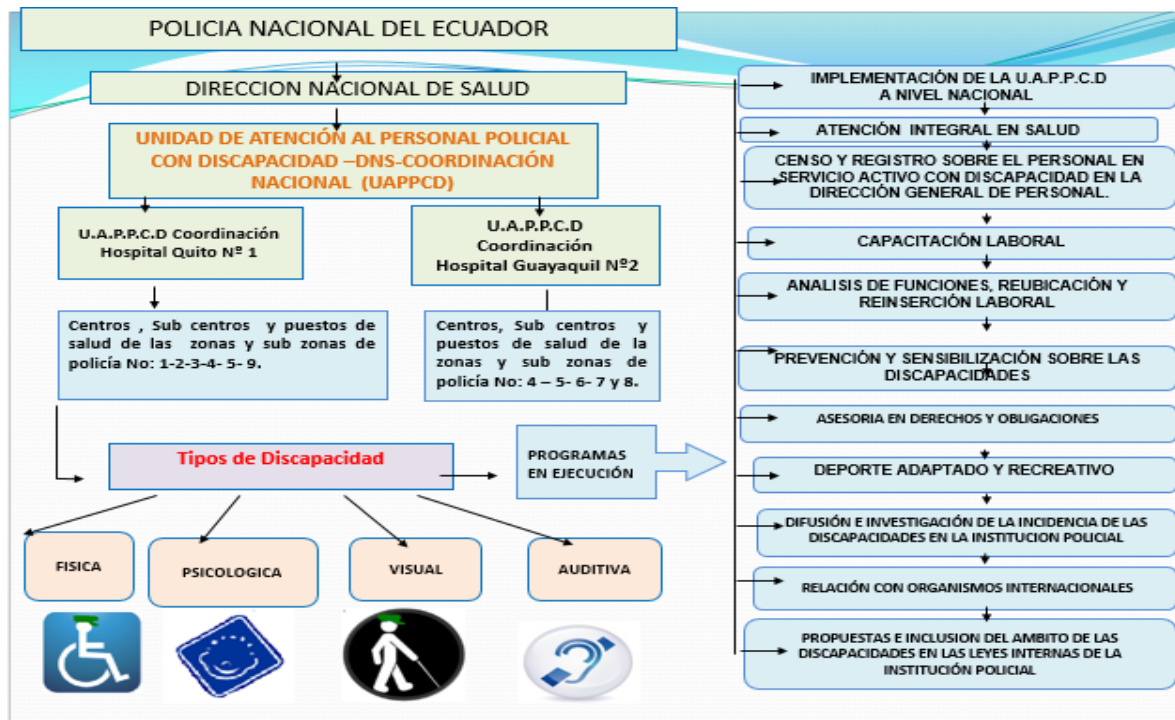 POLICIA NACIONAL DEL ECUADOR
DIRECCION NACIONAL DE SALUD
UNIDAD DE ATENCIÓN AL PERSONAL POLICIAL
CON DISCAPACIDAD –DNS-COORDINACIÓN
NACIONAL (UAPPCD)
U.A.P.P.C.D Coordinación
Hospital Quito Nº 1
U.A.P.P.C.D
Coordinación
Hospital Guayaquil Nº2
Centros , Sub centros y puestos de
salud de las zonas y sub zonas de
policía No: 1-2-3-4- 5- 9.
Centros, Sub centros y
puestos de salud de la
zonas y sub zonas de
policía No: 4 – 5- 6- 7 y 8.
Tipos de Discapacidad
PROGRAMAS
EN EJECUCIÓN
FISICA
PSICOLOGICA
VISUAL
AUDITIVA
IMPLEMENTACIÓN DE LA U.A.P.P.C.D
A NIVEL NACIONAL
ATENCIÓN INTEGRAL EN SALUD
CENSO Y REGISTRO SOBRE EL PERSONAL EN
SERVICIO ACTIVO CON DISCAPACIDAD EN LA
DIRECCIÓN GENERAL DE PERSONAL.
CAPACITACIÓN LABORAL
ANALISIS DE FUNCIONES, REUBICACIÓN Y
REINSERCIÓN LABORAL
PREVENCIÓN Y SENSIBILIZACIÓN SOBRE LAS
DISCAPACIDADES
ASESORIA EN DERECHOS Y OBLIGACIONES
DEPORTE ADAPTADO Y RECREATIVO
DIFUSIÓN E INVESTIGACIÓN DE LA INCIDENCIA DE LAS
DISCAPACIDADES EN LA INSTITUCION POLICIAL
RELACIÓN CON ORGANISMOS INTERNACIONALES
PROPUESTAS E INCLUSION DEL AMBITO DE LAS
DISCAPACIDADES EN LAS LEYES INTERNAS DE LA
INSTITUCIÓN POLICIAL